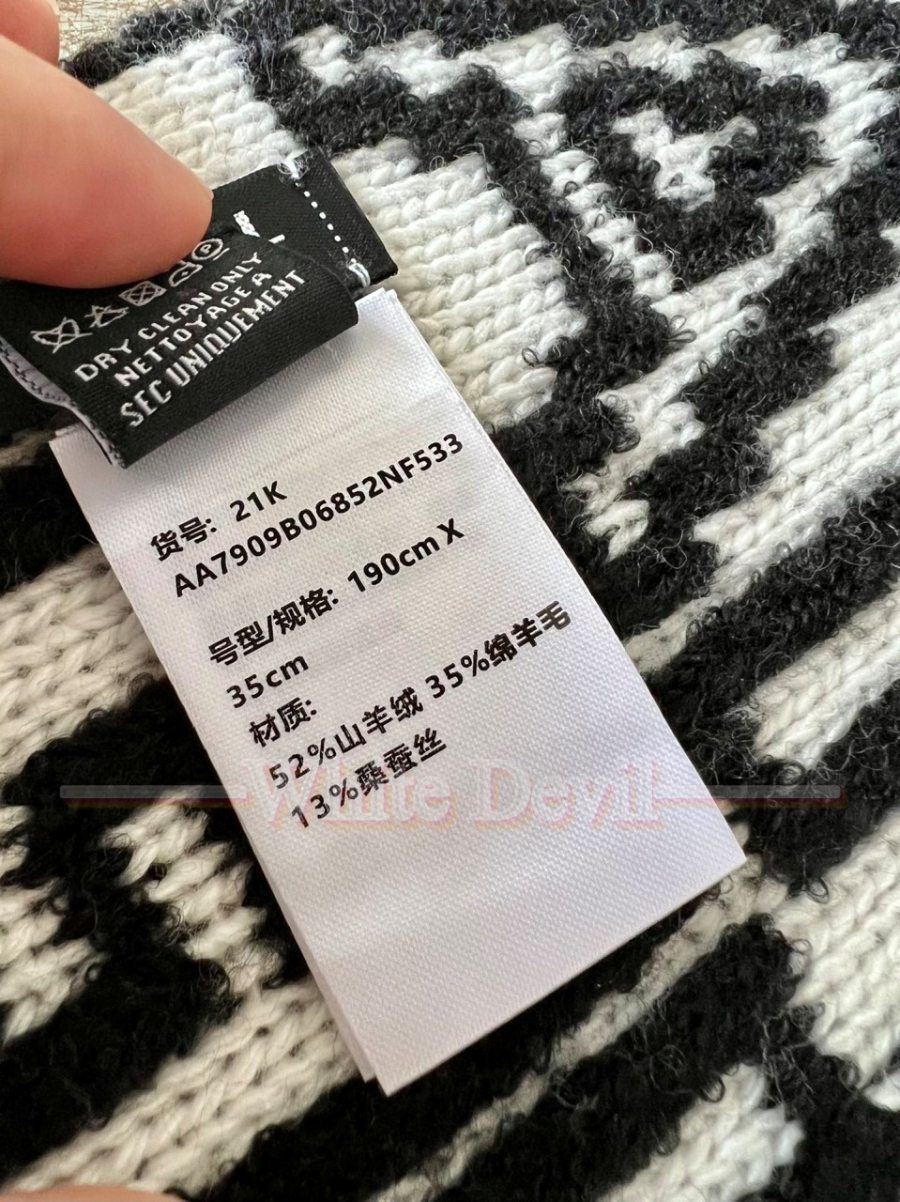 DRY CLEAN ONLY
NETTOYAGE A
SEC UNIQUEMENT
货号: 21K
AA7909B06852NF533
号型/规格: 190cm X
35cm
材质:
52%山羊绒 35%绵羊毛
13%桑蚕丝
White Devil